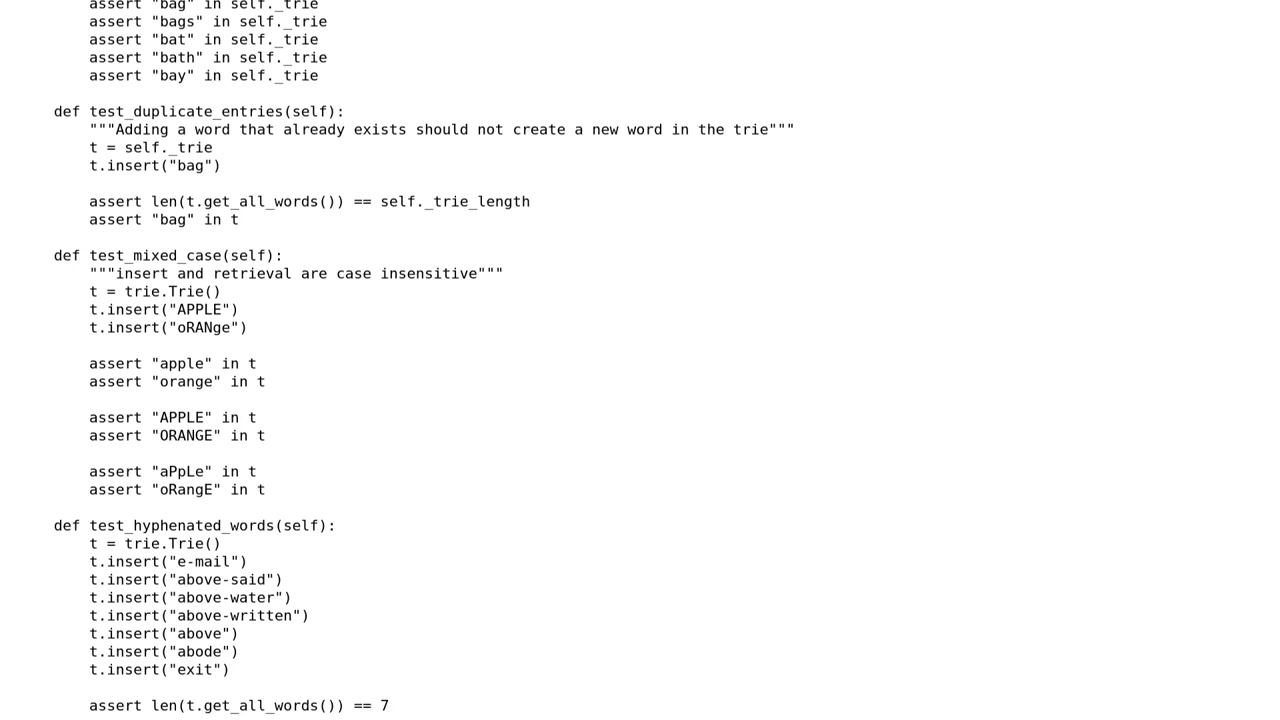 assert "bag" in self._trie
        assert "bags" in self._trie
        assert "bat" in self._trie
        assert "bath" in self._trie
        assert "bay" in self._trie

    def test_duplicate_entries(self):
        """Adding a word that already exists should not create a new word in the trie"""
        t = self._trie
        t.insert("bag")

        assert len(t.get_all_words()) == self._trie_length
        assert "bag" in t

    def test_mixed_case(self):
        """insert and retrieval are case insensitive"""
        t = trie.Trie()
        t.insert("APPLE")
        t.insert("oRANge")

        assert "apple" in t
        assert "orange" in t

        assert "APPLE" in t
        assert "ORANGE" in t

        assert "aPpLe" in t
        assert "oRangE" in t

    def test_hyphenated_words(self):
        t = trie.Trie()
        t.insert("e-mail")
        t.insert("above-said")
        t.insert("above-water")
        t.insert("above-written")
        t.insert("above")
        t.insert("abode")
        t.insert("exit")

        assert len(t.get_all_words()) == 7